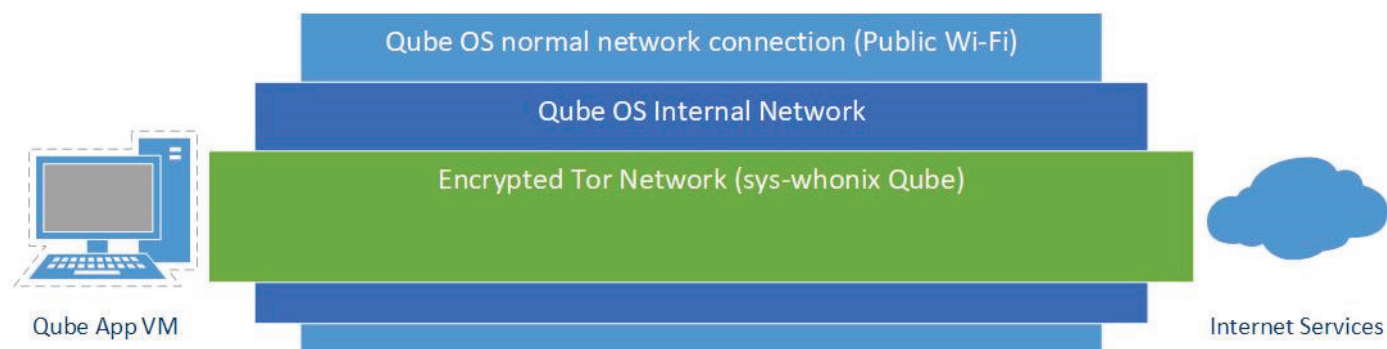 Qube OS normal network connection (Public Wi-Fi)
Qube OS Internal Network
Encrypted Tor Network (sys-whonix Qube)
Qube App VM
Internet Services